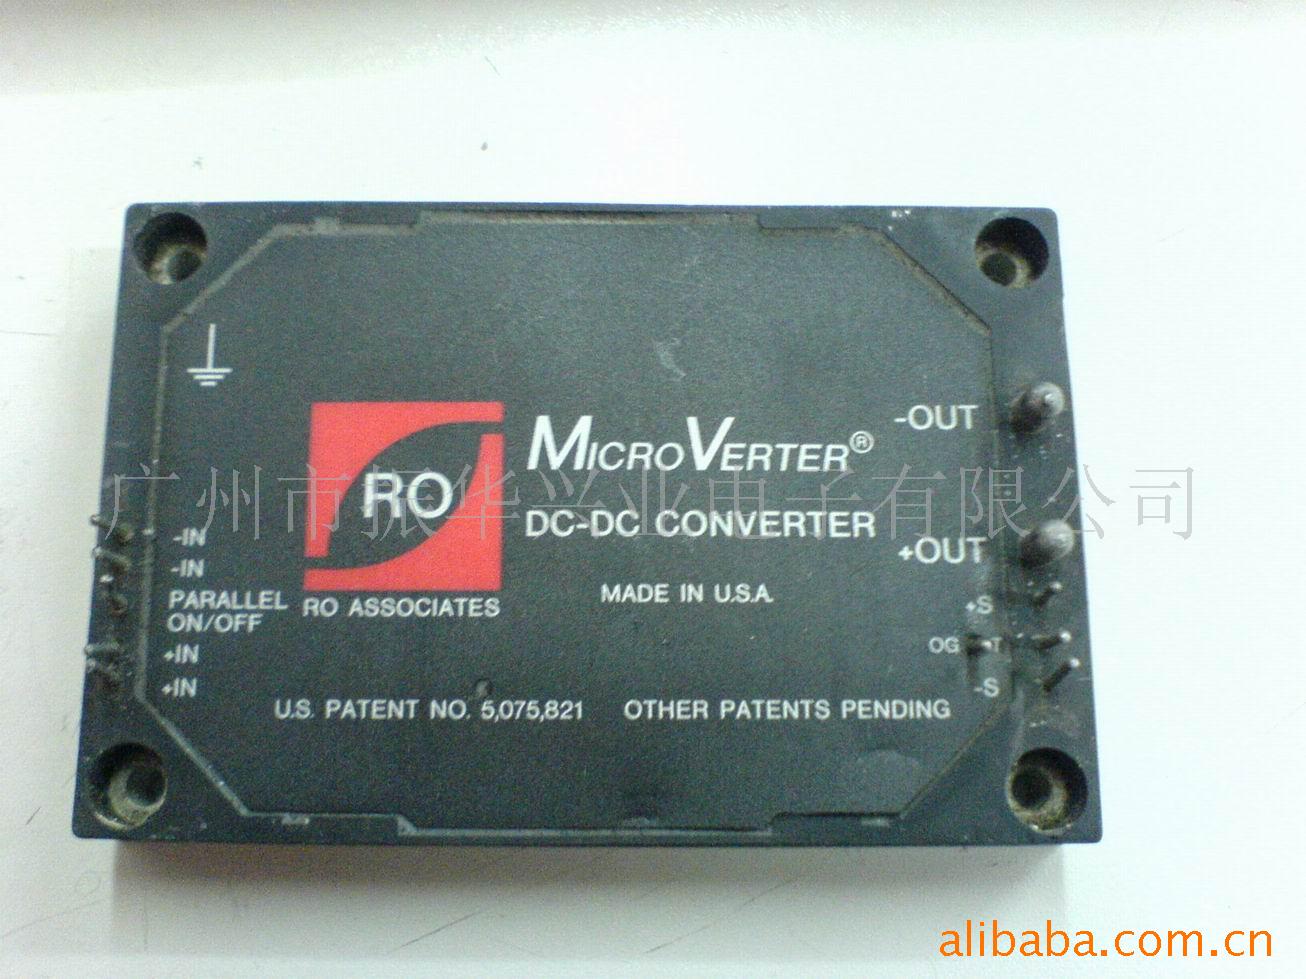 MICROVERTER®
DC-DC CONVERTER
MADE IN U.S.A.
RO
RO ASSOCIATES
-OUT
+OUT
+S
-S
-IN
-IN
PARALLEL
ON/OFF
+IN
+IN
U.S. PATENT NO. 5,075,821 OTHER PATENTS PENDING
广州市振华兴业电子有限公司
alibaba.com.cn